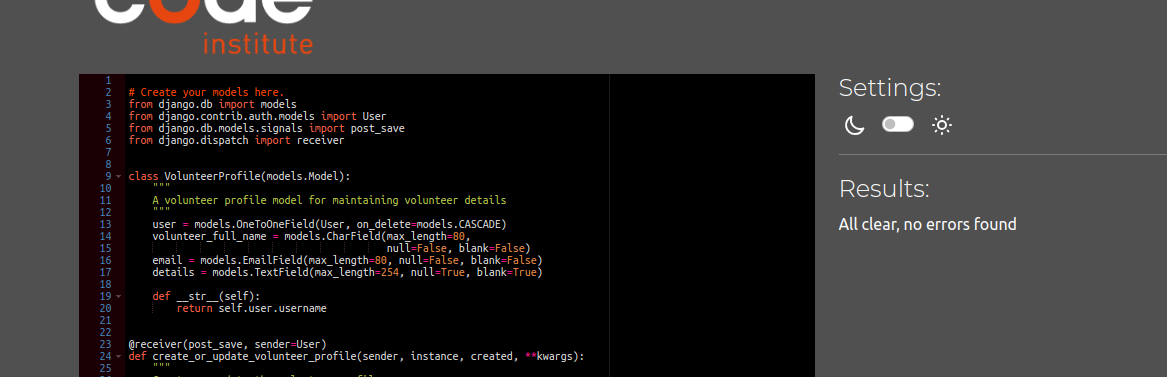 code
institute
1
2 # Create your models here.
3 from django.db import models
4 from django.contrib.auth.models import User
5 from django.db.models.signals import post_save
6 from django.dispatch import receiver
7
8
9 class VolunteerProfile(models.Model):
10 """
11 A volunteer profile model for maintaining volunteer details
12 """
13 user = models.OneToOneField(User, on_delete=models.CASCADE)
14 volunteer_full_name = models.CharField(max_length=80,
15 null=False, blank=False)
16 email = models.EmailField(max_length=80, null=False, blank=False)
17 details = models.TextField(max_length=254, null=True, blank=True)
18
19 def __str__(self):
20 return self.user.username
21
22
23 @receiver(post_save, sender=User)
24 def create_or_update_volunteer_profile(sender, instance, created, **kwargs):
25 """
Settings:
Results:
All clear, no errors found